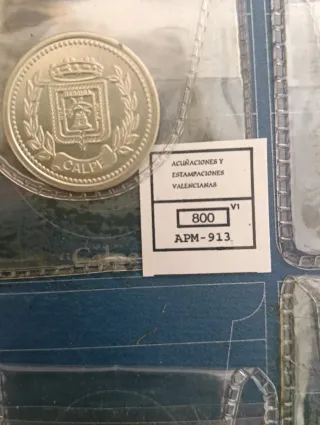 CALPE
ACUÑACIONES Y
ESTAMPACIONES
VALENCIANAS
V1
800
APM-913